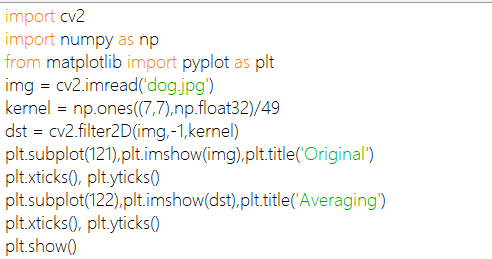 import cv2
import numpy as np
from matplotlib import pyplot as plt
img = cv2.imread('dog.jpg')
kernel = np.ones((7,7),np.float32)/49
dst = cv2.filter2D(img,-1,kernel)
plt.subplot(121),plt.imshow(img),plt.title('Original')
plt.xticks(), plt.yticks()
plt.subplot(122),plt.imshow(dst),plt.title('Averaging')
plt.xticks(), plt.yticks()
plt.show()